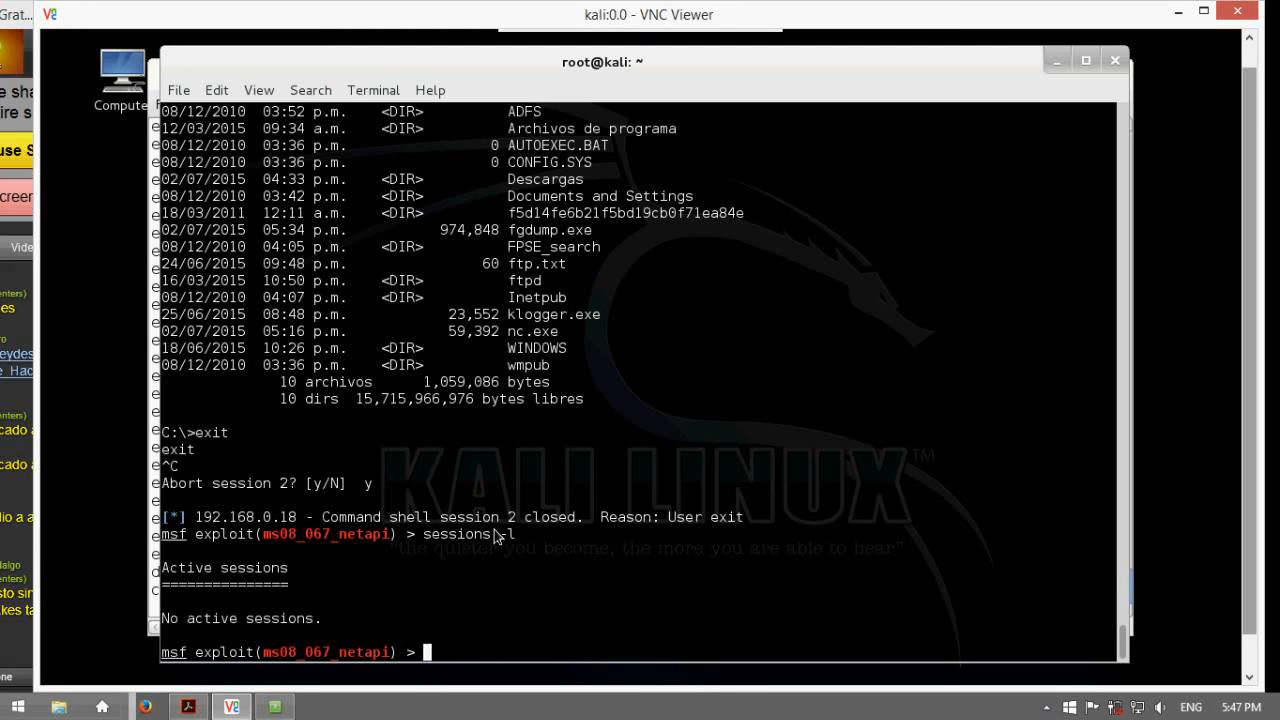 Grat...
kali:0.0 - VNC Viewer
root@kali: ~
File Edit View Search Terminal Help
Compute
08/12/2010 03:52 p.m. <DIR> ADFS
12/03/2015 09:34 a.m. <DIR> Archivos de programa
08/12/2010 03:36 p.m. 0 AUTOEXEC.BAT
08/12/2010 03:36 p.m. 0 CONFIG.SYS
02/07/2015 04:33 p.m. <DIR> Descargas
08/12/2010 03:42 p.m. <DIR> Documents and Settings
18/03/2011 12:11 a.m. <DIR> f5d14fe6b21f5bd19cb0f71ea84e
02/07/2015 05:34 p.m. 974,848 fgdump.exe
08/12/2010 04:05 p.m. <DIR> FPSE_search
24/06/2015 09:48 p.m. 60 ftp.txt
16/03/2015 10:50 p.m. <DIR> ftpd
08/12/2010 04:07 p.m. <DIR> Inetpub
25/06/2015 08:48 p.m. 23,552 klogger.exe
02/07/2015 05:16 p.m. 59,392 nc.exe
18/06/2015 10:26 p.m. <DIR> WINDOWS
08/12/2010 03:36 p.m. <DIR> wmpub
10 archivos 1,059,086 bytes
10 dirs 15,715,966,976 bytes libres
C:\>exit
exit
^C
Abort session 2? [y/N] y
[*] 192.168.0.18 - Command shell session 2 closed. Reason: User exit
msf exploit(ms08_067_netapi) > sessions -l
Active sessions
===============
No active sessions.
msf exploit(ms08_067_netapi) >
KALI LINUX™
"the quieter you become, the more you are able to hear"
ENG 5:47 PM